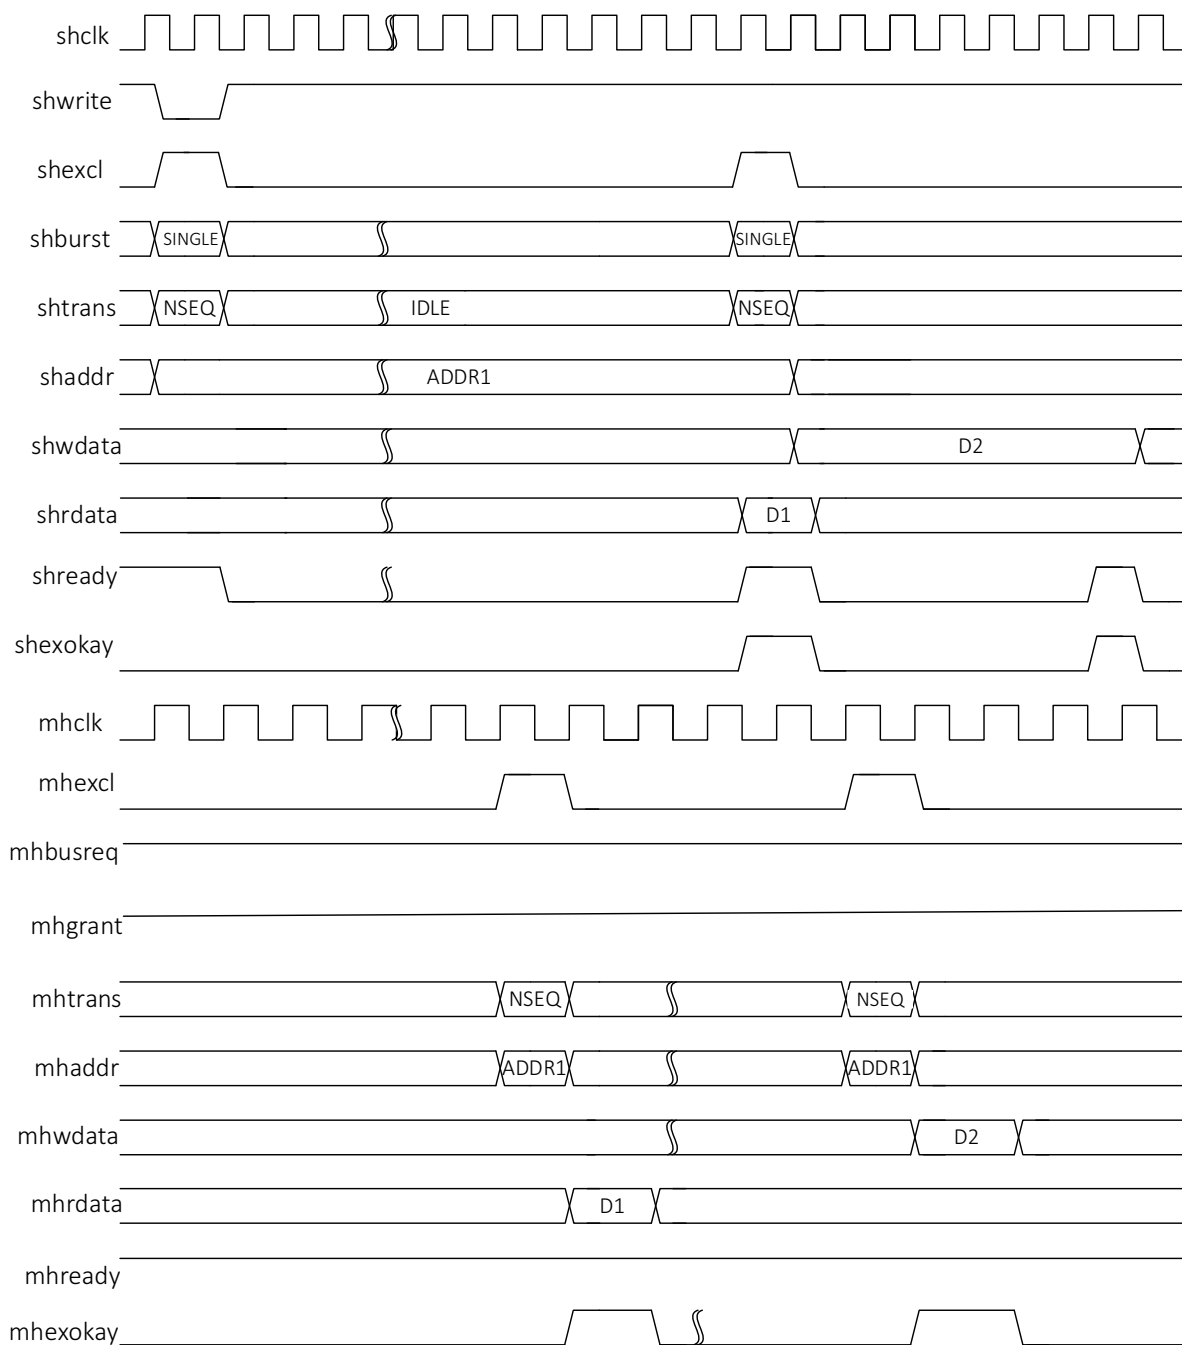 shclk
shwrite
shexcl
shburst SINGLE SINGLE
shtrans NSEQ IDLE NSEQ
shaddr ADDR1
shwdata D2
shrdata D1
shready
shexokay
mhclk
mhexcl
mhbusreq
mhgrant
mhtrans NSEQ NSEQ
mhaddr ADDR1 ADDR1
mhwdata D2
mhrdata D1
mhready
mhexokay